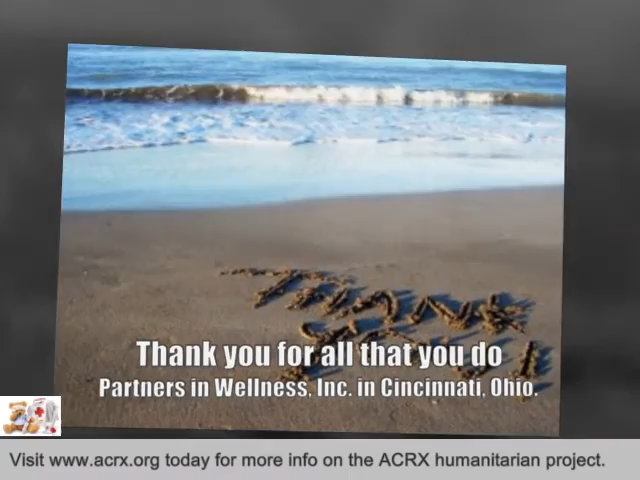 THANK
YOU!
Thank you for all that you do
Partners in Wellness, Inc. in Cincinnati, Ohio.
Visit www.acrx.org today for more info on the ACRX humanitarian project.